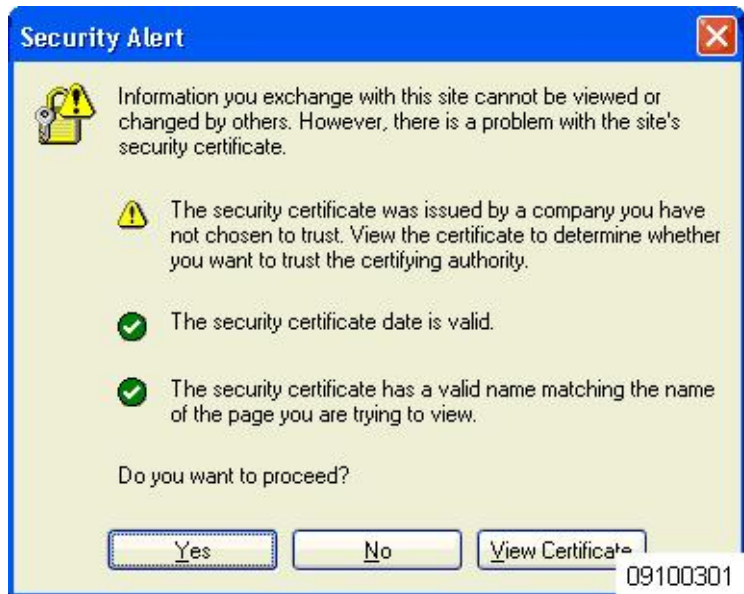 Security Alert
Information you exchange with this site cannot be viewed or
changed by others. However, there is a problem with the site's
security certificate.
The security certificate was issued by a company you have
not chosen to trust. View the certificate to determine whether
you want to trust the certifying authority.
The security certificate date is valid.
The security certificate has a valid name matching the name
of the page you are trying to view.
Do you want to proceed?
Yes
No
View Certificate
09100301